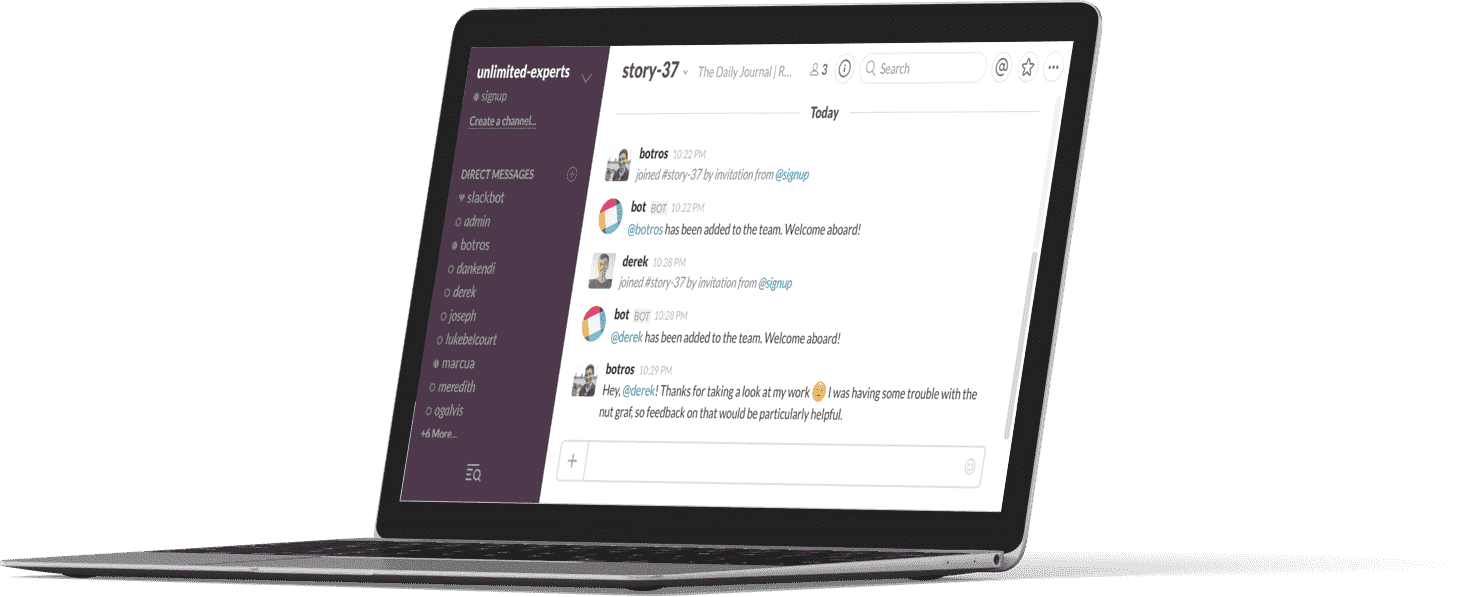 unlimited-experts
signup
Create a channel...
DIRECT MESSAGES
slackbot
admin
botros
dankendi
derek
joseph
lukebelcourt
marcua
meredith
ogalvis
+6 More...
story-37
The Daily Journal | R...
3
Search
@
Today
botros 10:22 PM
joined #story-37 by invitation from @signup
bot BOT 10:22 PM
@botros has been added to the team. Welcome aboard!
derek 10:28 PM
joined #story-37 by invitation from @signup
bot BOT 10:28 PM
@derek has been added to the team. Welcome aboard!
botros 10:29 PM
Hey, @derek! Thanks for taking a look at my work 😳 I was having some trouble with the
nut graf, so feedback on that would be particularly helpful.